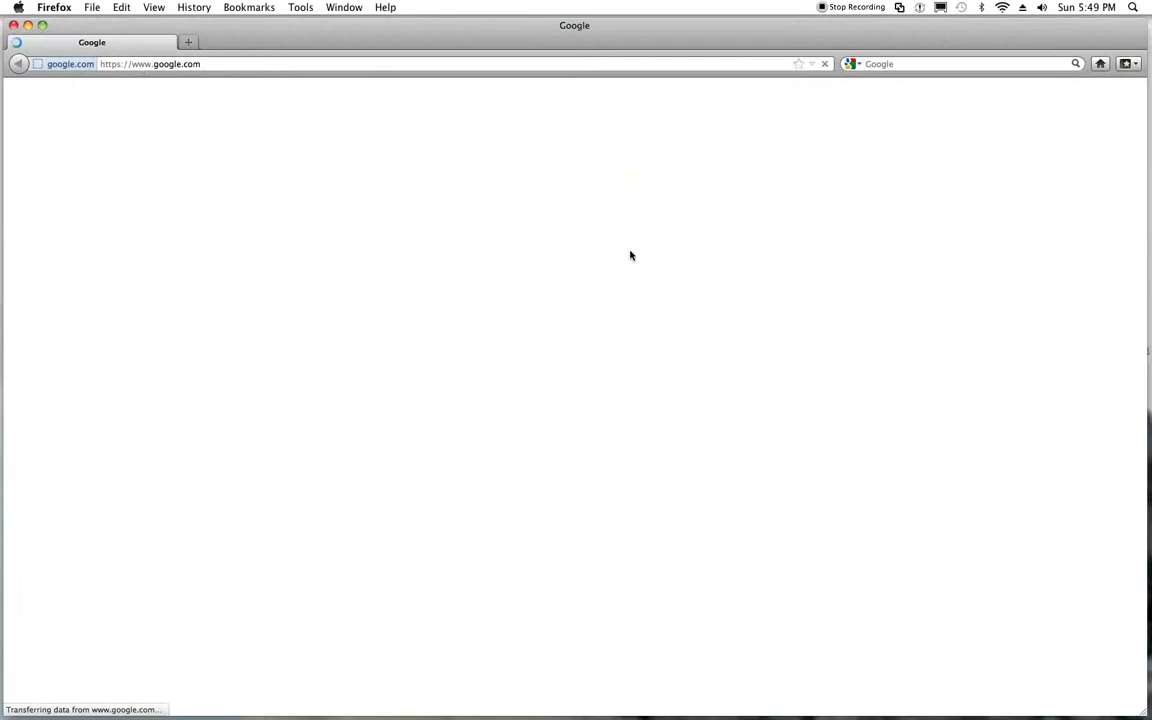 Firefox File Edit View History Bookmarks Tools Window Help Stop Recording Sun 5:49 PM
Google
Google
google.com https://www.google.com Google
Transferring data from www.google.com...